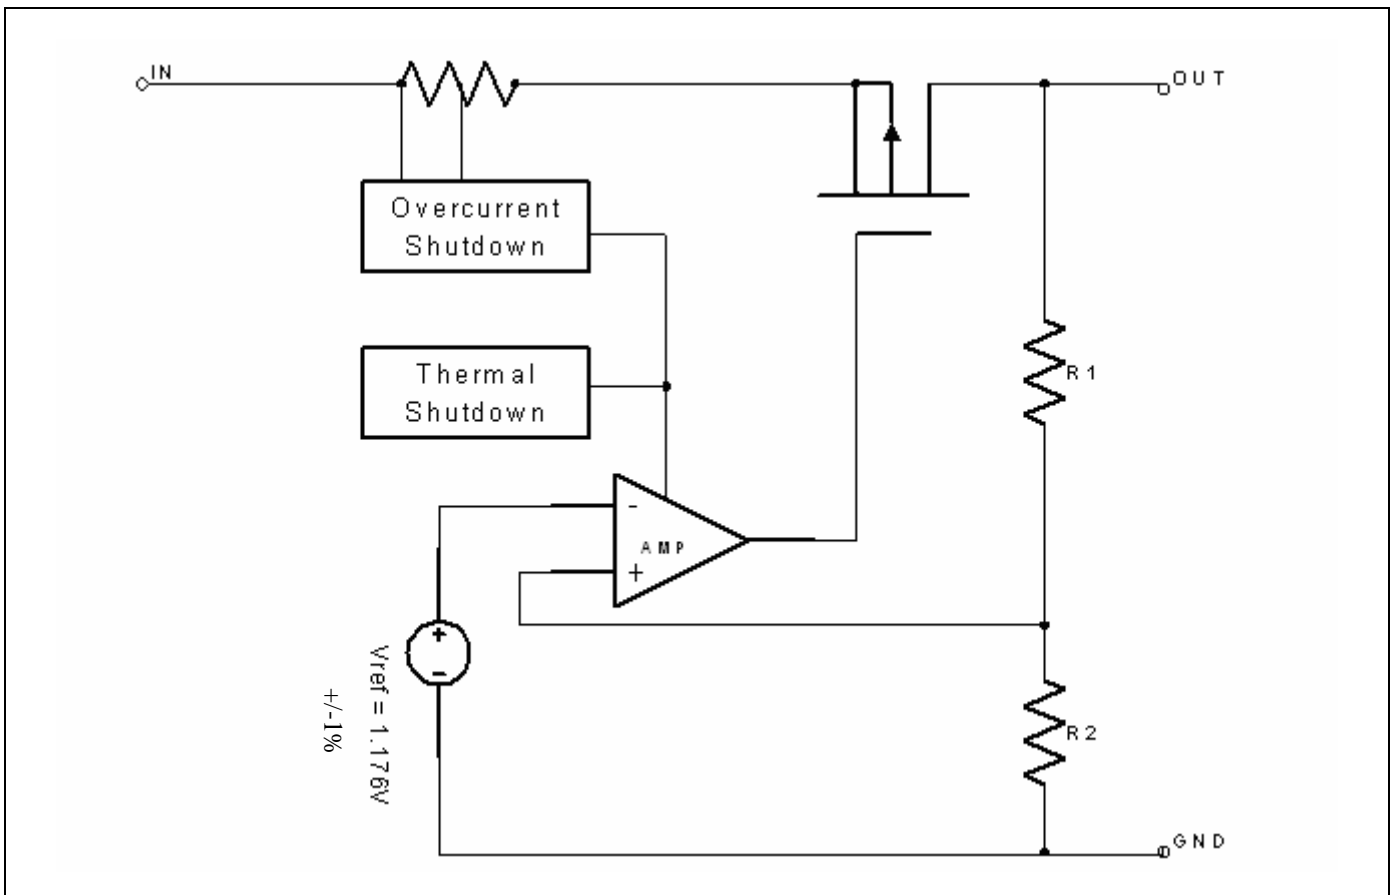 IN
OUT
Overcurrent
Shutdown
Thermal
Shutdown
R1
-
AMP
+
+
-
Vref = 1.176V
+/-1%
R2
GND